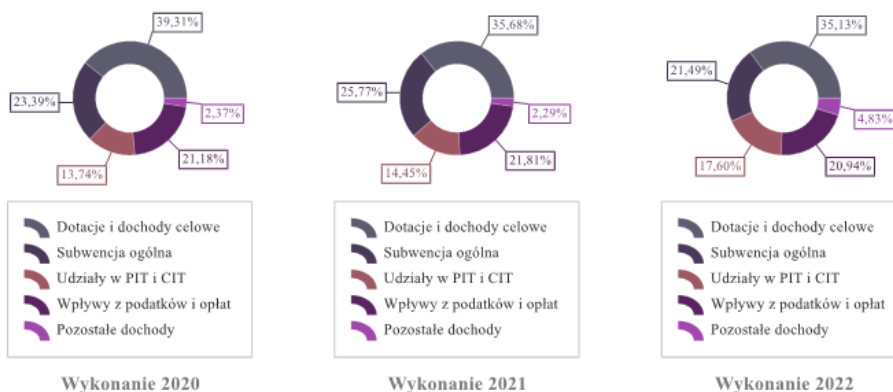 39,31%
23,39%
2,37%
21,18%
13,74%
Dotacje i dochody celowe
Subwencja ogólna
Udziały w PIT i CIT
Wpływy z podatków i opłat
Pozostałe dochody
Wykonanie 2020
35,68%
25,77%
2,29%
21,81%
14,45%
Dotacje i dochody celowe
Subwencja ogólna
Udziały w PIT i CIT
Wpływy z podatków i opłat
Pozostałe dochody
Wykonanie 2021
35,13%
21,49%
4,83%
20,94%
17,60%
Dotacje i dochody celowe
Subwencja ogólna
Udziały w PIT i CIT
Wpływy z podatków i opłat
Pozostałe dochody
Wykonanie 2022